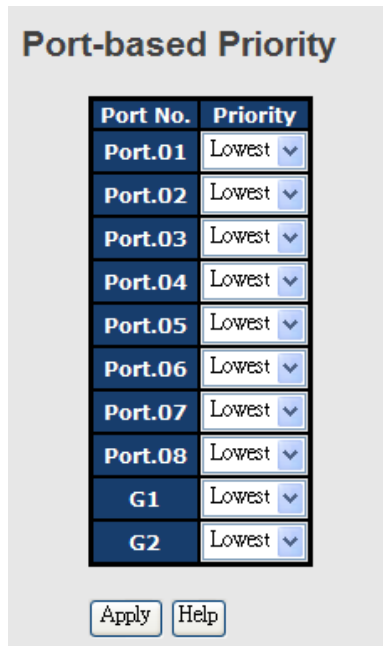 Port-based Priority
Port No. Priority
Port.01 Lowest
Port.02 Lowest
Port.03 Lowest
Port.04 Lowest
Port.05 Lowest
Port.06 Lowest
Port.07 Lowest
Port.08 Lowest
G1 Lowest
G2 Lowest
Apply Help